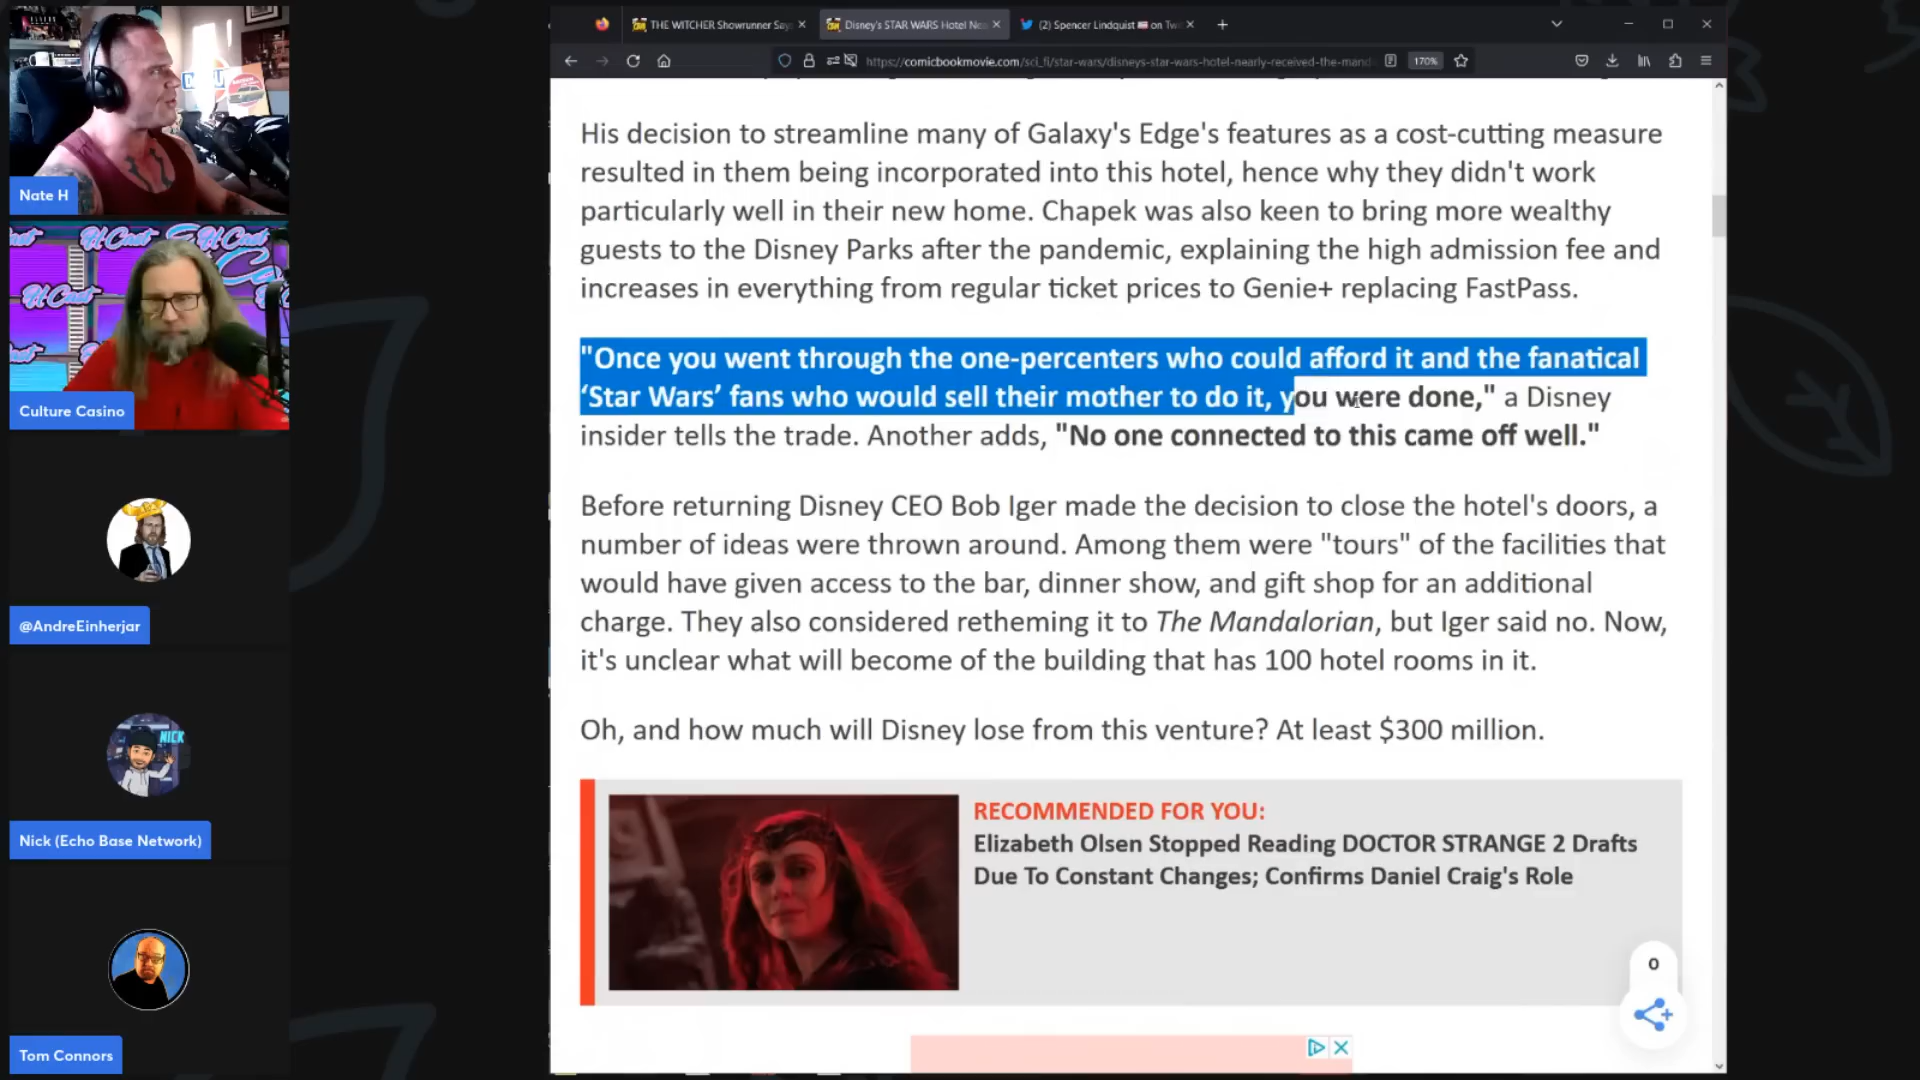 Nate H
U Cast
U Cast
Culture Casino
@AndreEinherjar
NICK
Nick (Echo Base Network)
Tom Connors
THE WITCHER Showrunner Say
Disney's STAR WARS Hotel Nea
(2) Spencer Lindquist 🇺🇸 on Tw
https://comicbookmovie.com/sci_fi/star-wars/disneys-star-wars-hotel-nearly-received-the-mand
170%
His decision to streamline many of Galaxy's Edge's features as a cost-cutting measure
resulted in them being incorporated into this hotel, hence why they didn't work
particularly well in their new home. Chapek was also keen to bring more wealthy
guests to the Disney Parks after the pandemic, explaining the high admission fee and
increases in everything from regular ticket prices to Genie+ replacing FastPass.
"Once you went through the one-percenters who could afford it and the fanatical
‘Star Wars’ fans who would sell their mother to do it, you were done," a Disney
insider tells the trade. Another adds, "No one connected to this came off well."
Before returning Disney CEO Bob Iger made the decision to close the hotel's doors, a
number of ideas were thrown around. Among them were "tours" of the facilities that
would have given access to the bar, dinner show, and gift shop for an additional
charge. They also considered retheming it to The Mandalorian, but Iger said no. Now,
it's unclear what will become of the building that has 100 hotel rooms in it.
Oh, and how much will Disney lose from this venture? At least $300 million.
RECOMMENDED FOR YOU:
Elizabeth Olsen Stopped Reading DOCTOR STRANGE 2 Drafts
Due To Constant Changes; Confirms Daniel Craig's Role
0